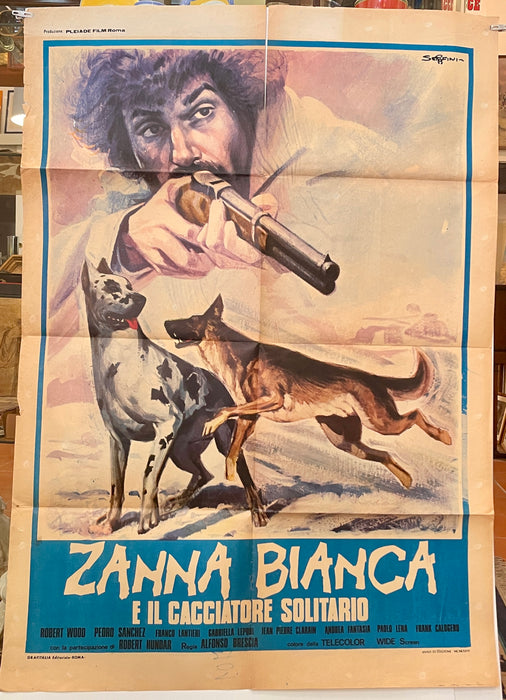 Produzione PLEIADE FILM Roma
SERFINI
ZANNA BIANCA
E IL CACCIATORE SOLITARIO
ROBERT WOOD PEDRO SANCHEZ FRANCO LANTIERI GABRIELLA LEPORI JEAN PIERRE CLARAIN ANDREA FANTASIA PAOLO LENA FRANK CALOGERO
con la partecipazione di ROBERT HUNDAR Regia ALFONSO BRESCIA colore della TELECOLOR WIDE Screen
GRAFITALIA Editoriale-ROMA